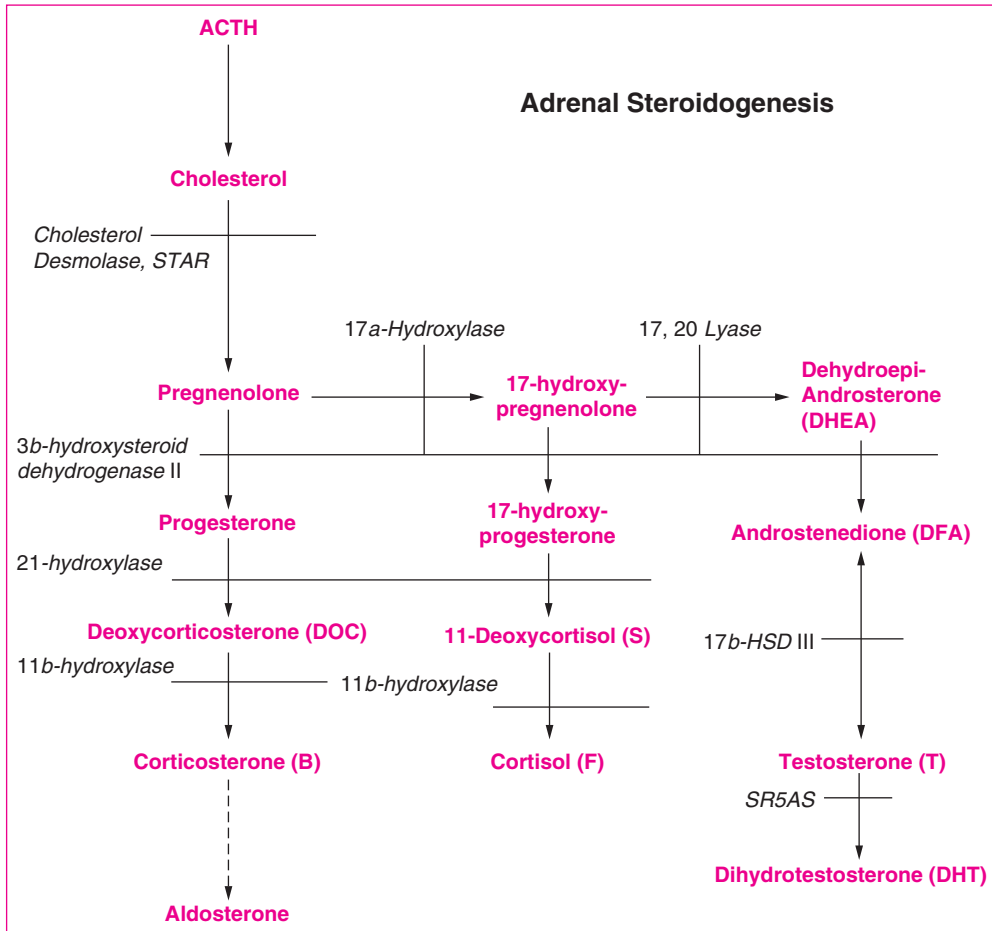 ACTH
Adrenal Steroidogenesis
Cholesterol
Cholesterol
Desmolase, STAR
17a-Hydroxylase
17, 20 Lyase
Pregnenolone
17-hydroxy-
pregnenolone
Dehydroepi-
Androsterone
(DHEA)
3b-hydroxysteroid
dehydrogenase II
Progesterone
17-hydroxy-
progesterone
Androstenedione (DFA)
21-hydroxylase
Deoxycorticosterone (DOC)
11-Deoxycortisol (S)
17b-HSD III
11b-hydroxylase
11b-hydroxylase
Corticosterone (B)
Cortisol (F)
Testosterone (T)
SR5AS
Dihydrotestosterone (DHT)
Aldosterone